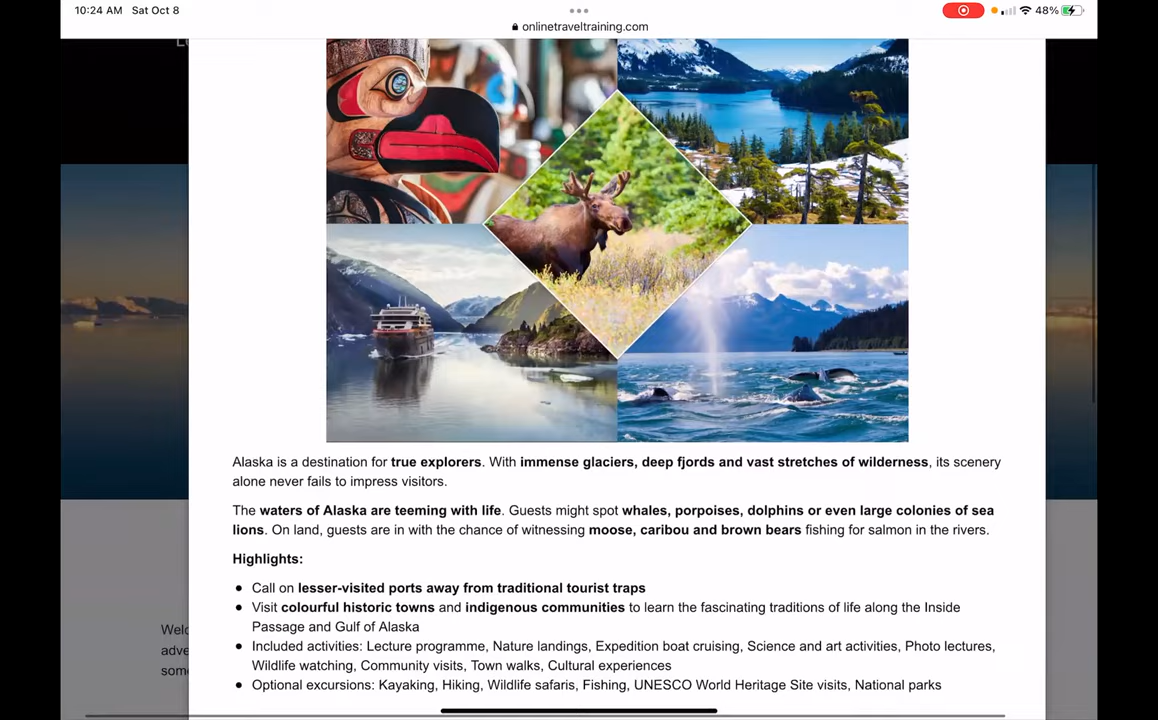 10:24 AM Sat Oct 8
48%
onlinetraveltraining.com
Alaska is a destination for true explorers. With immense glaciers, deep fjords and vast stretches of wilderness, its scenery
alone never fails to impress visitors.
The waters of Alaska are teeming with life. Guests might spot whales, porpoises, dolphins or even large colonies of sea
lions. On land, guests are in with the chance of witnessing moose, caribou and brown bears fishing for salmon in the rivers.
Highlights:
● Call on lesser-visited ports away from traditional tourist traps
● Visit colourful historic towns and indigenous communities to learn the fascinating traditions of life along the Inside
Passage and Gulf of Alaska
● Included activities: Lecture programme, Nature landings, Expedition boat cruising, Science and art activities, Photo lectures,
Wildlife watching, Community visits, Town walks, Cultural experiences
● Optional excursions: Kayaking, Hiking, Wildlife safaris, Fishing, UNESCO World Heritage Site visits, National parks
Welc
adve
som